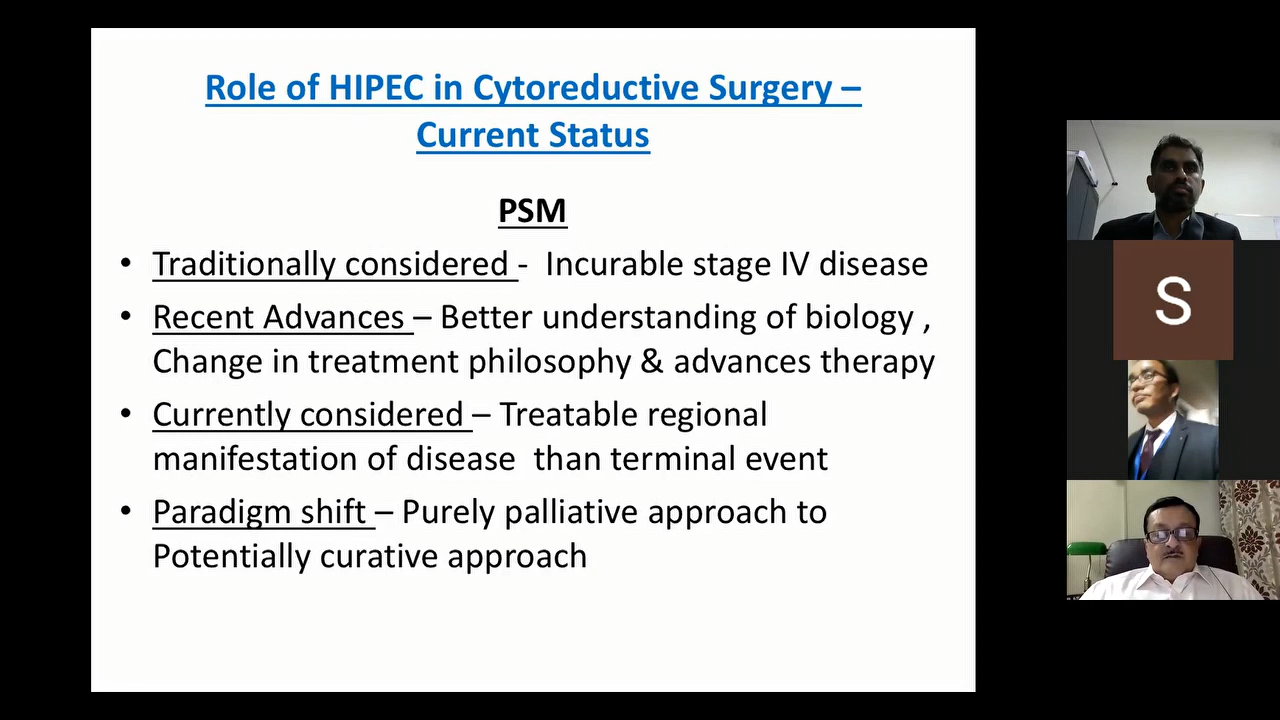 Role of HIPEC in Cytoreductive Surgery –
Current Status
PSM
• Traditionally considered - Incurable stage IV disease
• Recent Advances – Better understanding of biology ,
Change in treatment philosophy & advances therapy
• Currently considered – Treatable regional
manifestation of disease than terminal event
• Paradigm shift – Purely palliative approach to
Potentially curative approach
S